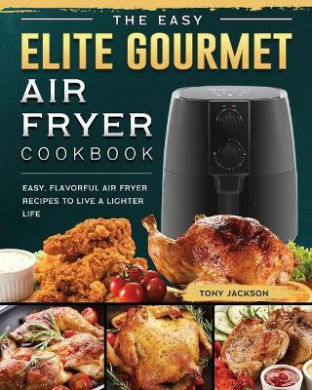 THE EASY
ELITE GOURMET
AIR
FRYER
COOKBOOK
EASY, FLAVORFUL AIR FRYER
RECIPES TO LIVE A LIGHTER
LIFE
TONY JACKSON